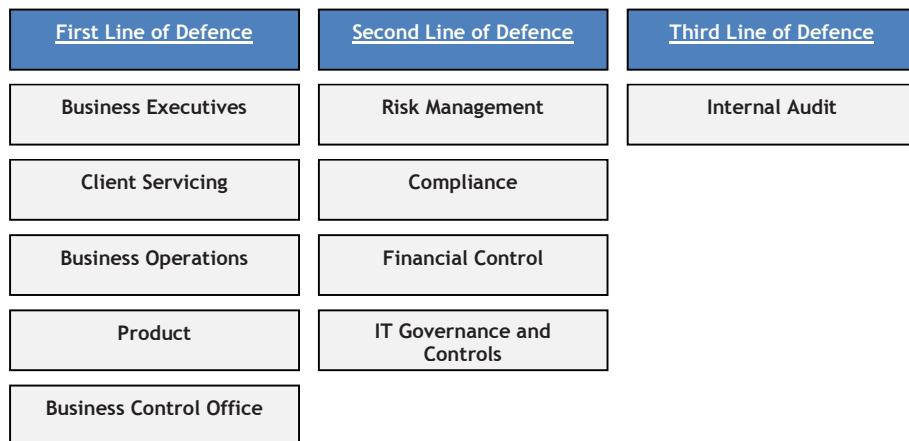 First Line of Defence
Second Line of Defence
Third Line of Defence
Business Executives
Risk Management
Internal Audit
Client Servicing
Compliance
Business Operations
Financial Control
Product
IT Governance and
Controls
Business Control Office